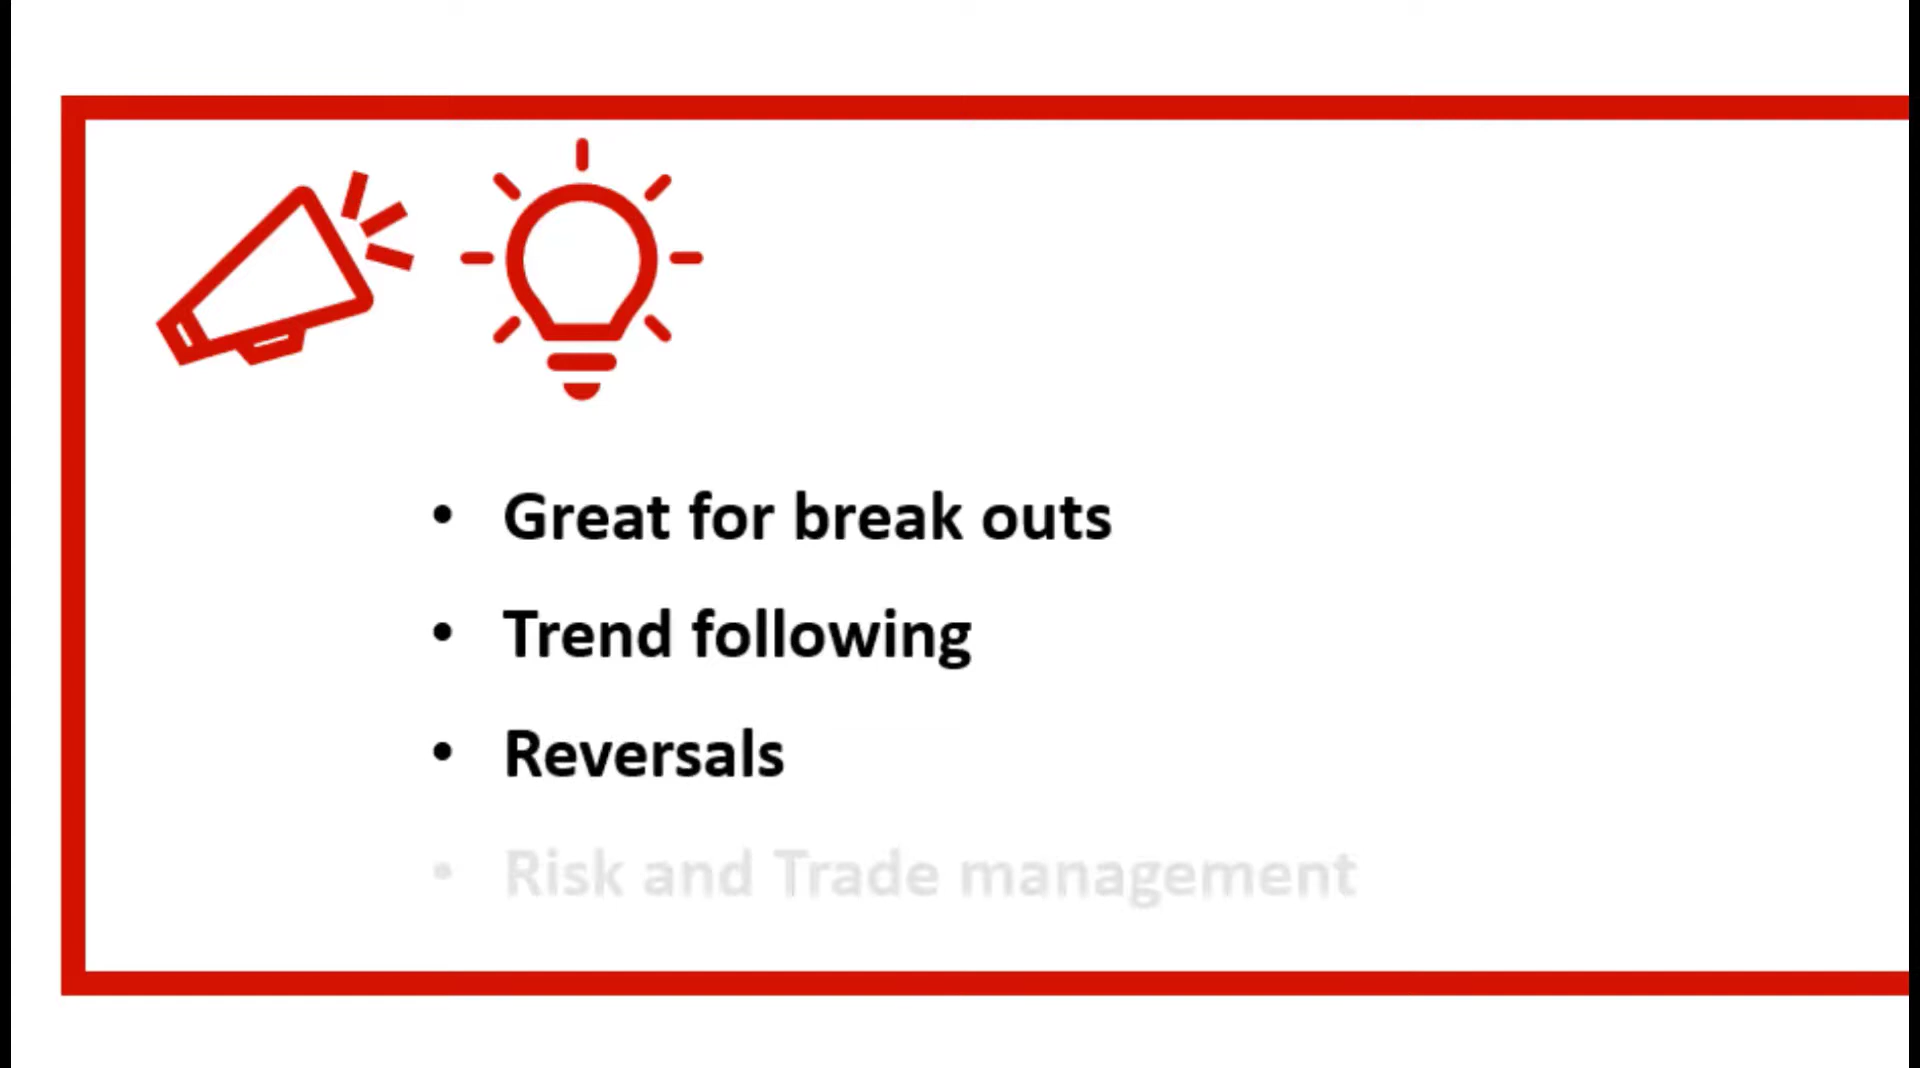 • Great for break outs
• Trend following
• Reversals
• Risk and Trade management